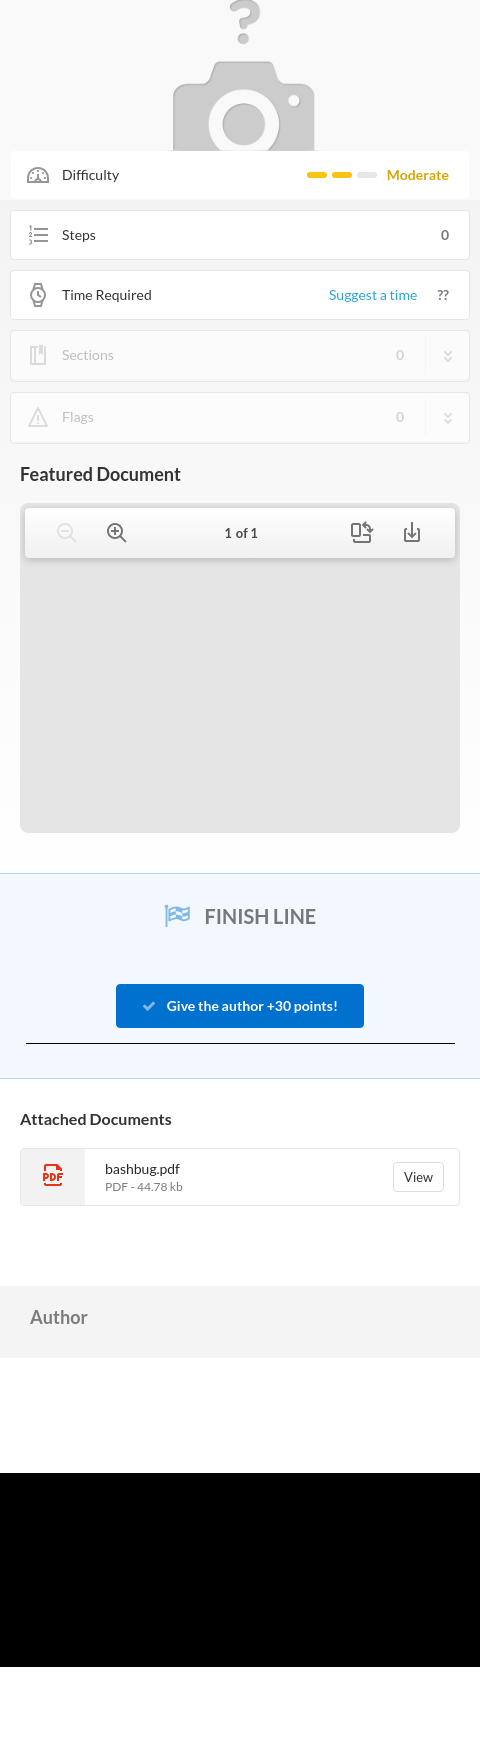 ?
Difficulty
Moderate
Steps
0
Time Required
Suggest a time
??
Sections
0
Flags
0
Featured Document
1 of 1
FINISH LINE
Give the author +30 points!
Attached Documents
PDF
bashbug.pdf
PDF - 44.78 kb
View
Author